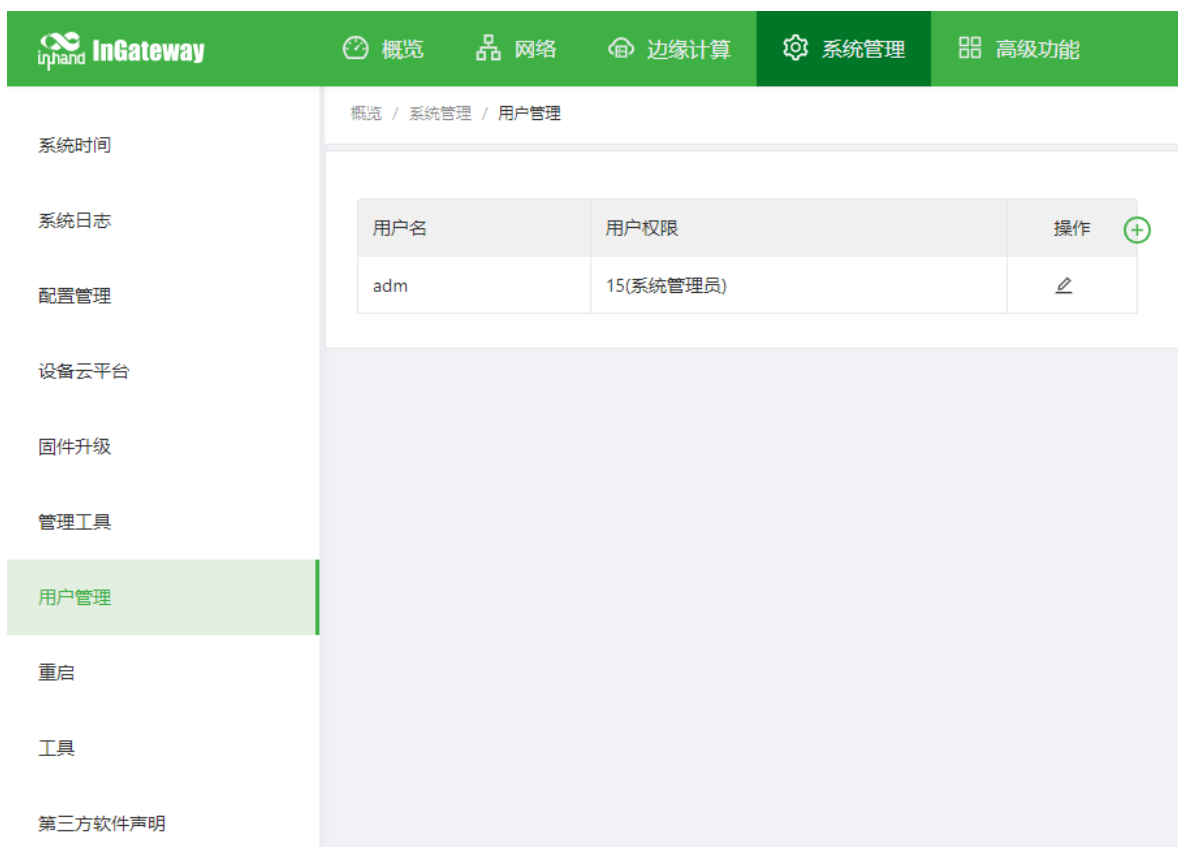 inhand InGateway 概览 网络 边缘计算 系统管理 高级功能
概览 / 系统管理 / 用户管理
系统时间
系统日志
配置管理
设备云平台
固件升级
管理工具
用户管理
重启
工具
第三方软件声明
用户名 用户权限 操作
adm 15(系统管理员)